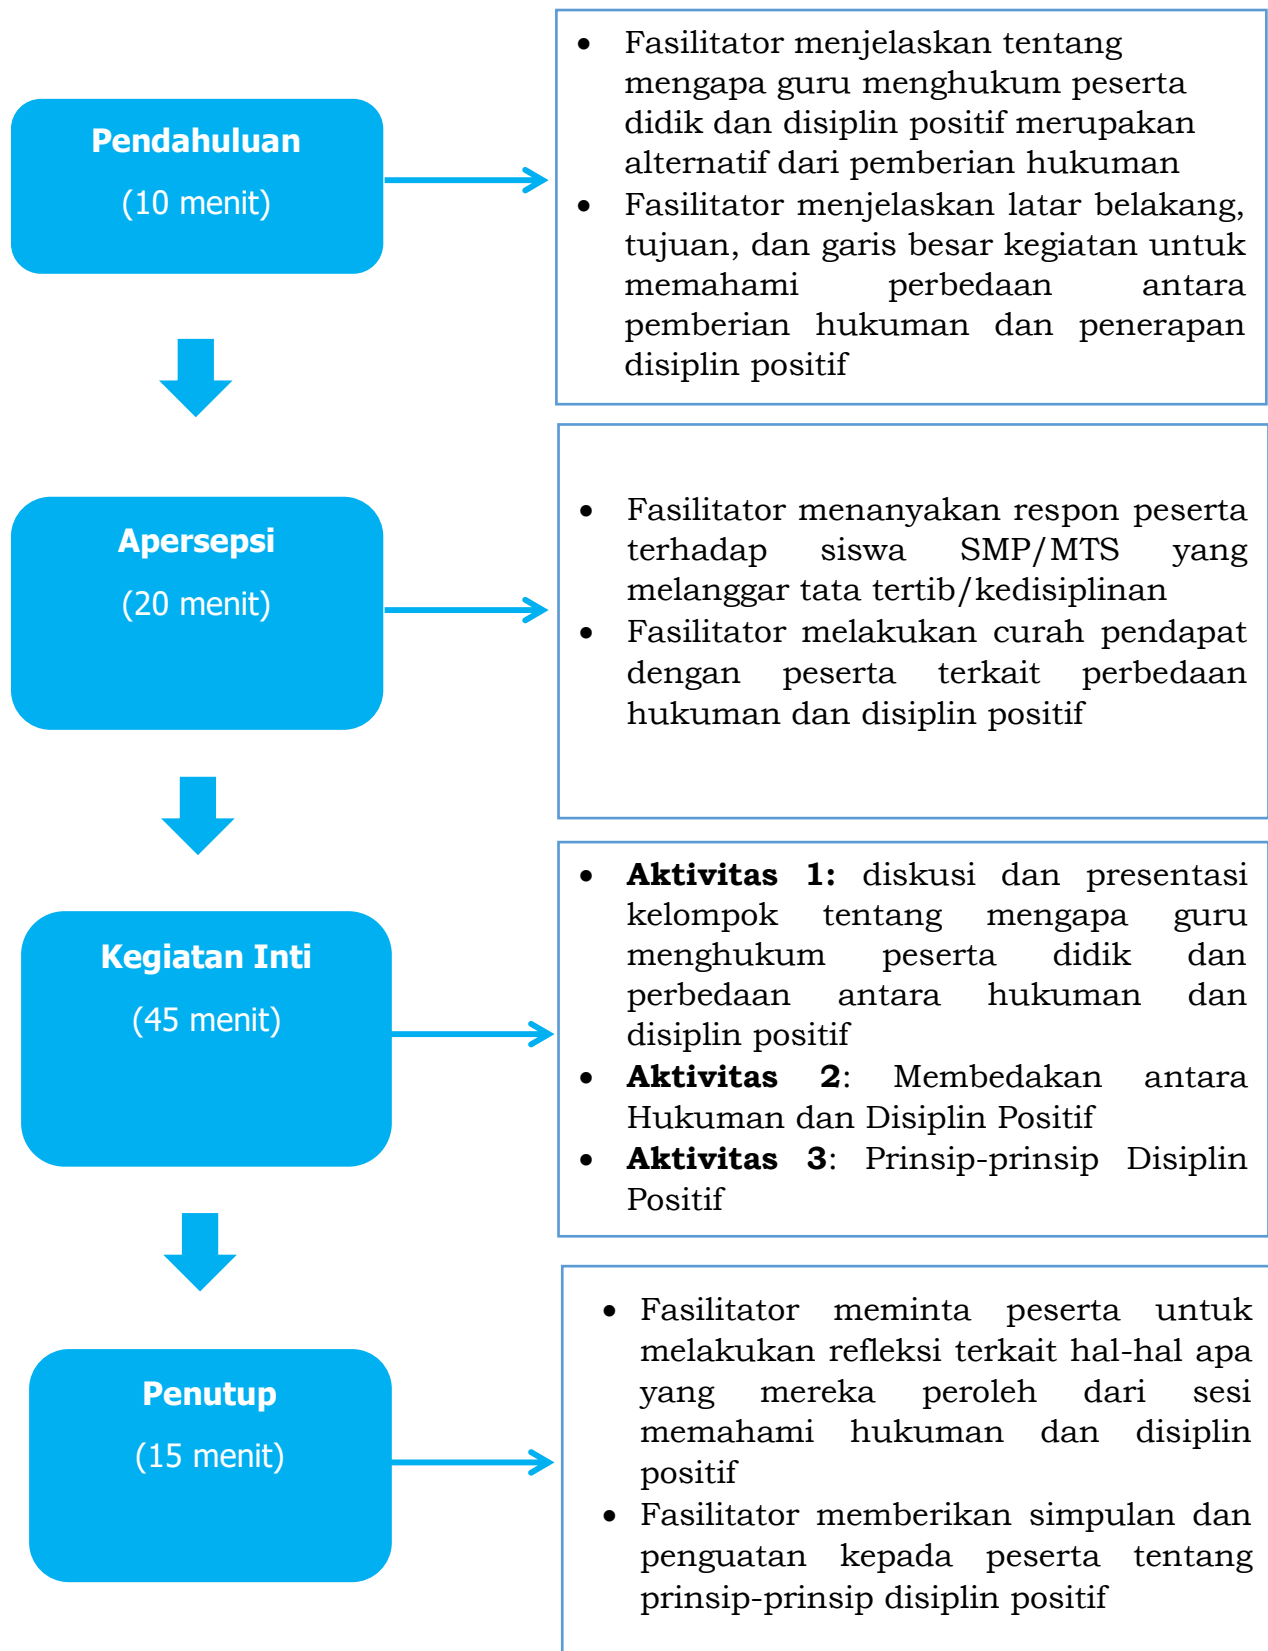 Pendahuluan
(10 menit)
• Fasilitator menjelaskan tentang
mengapa guru menghukum peserta
didik dan disiplin positif merupakan
alternatif dari pemberian hukuman
• Fasilitator menjelaskan latar belakang,
tujuan, dan garis besar kegiatan untuk
memahami perbedaan antara
pemberian hukuman dan penerapan
disiplin positif
Apersepsi
(20 menit)
• Fasilitator menanyakan respon peserta
terhadap siswa SMP/MTS yang
melanggar tata tertib/kedisiplinan
• Fasilitator melakukan curah pendapat
dengan peserta terkait perbedaan
hukuman dan disiplin positif
Kegiatan Inti
(45 menit)
• Aktivitas 1: diskusi dan presentasi
kelompok tentang mengapa guru
menghukum peserta didik dan
perbedaan antara hukuman dan
disiplin positif
• Aktivitas 2: Membedakan antara
Hukuman dan Disiplin Positif
• Aktivitas 3: Prinsip-prinsip Disiplin
Positif
Penutup
(15 menit)
• Fasilitator meminta peserta untuk
melakukan refleksi terkait hal-hal apa
yang mereka peroleh dari sesi
memahami hukuman dan disiplin
positif
• Fasilitator memberikan simpulan dan
penguatan kepada peserta tentang
prinsip-prinsip disiplin positif